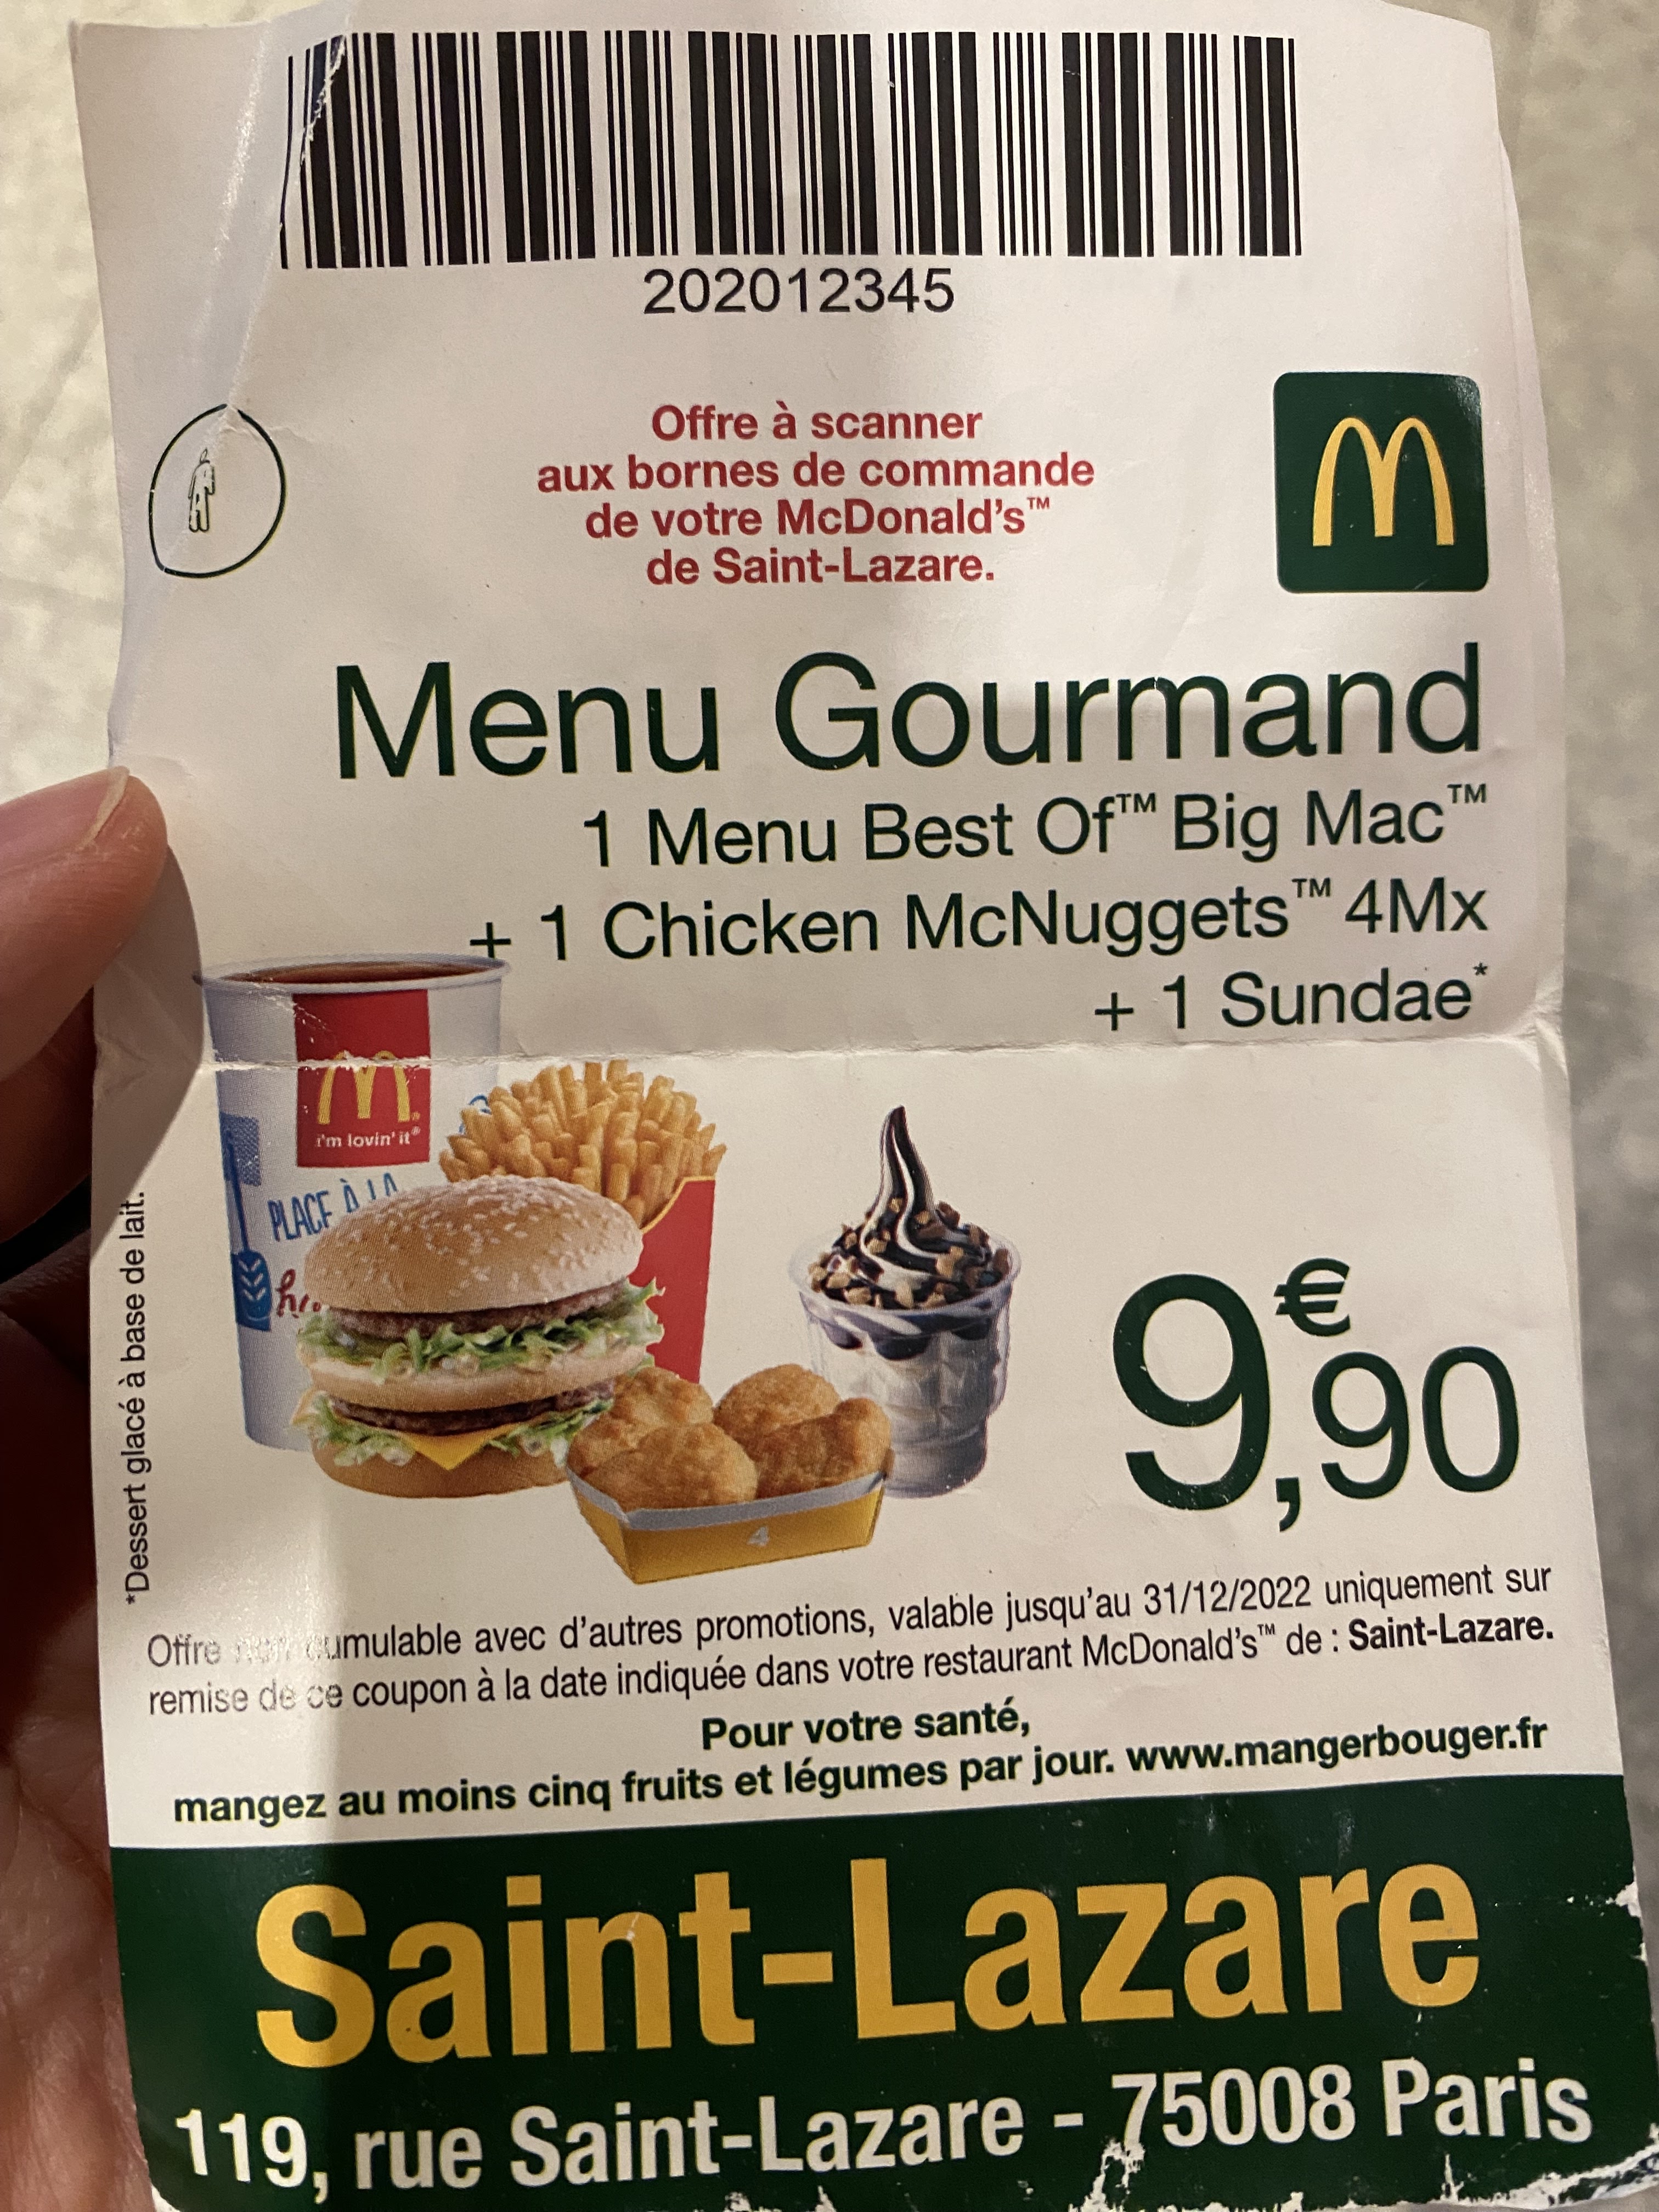 202012345
Offre à scanner
aux bornes de commande
de votre McDonald's™
de Saint-Lazare.
Menu Gourmand
1 Menu Best Of™ Big Mac™
+ 1 Chicken McNuggets™ 4Mx
+ 1 Sundae*
i'm lovin' it®
PLACE À LA
9,90 €
4
*Dessert glacé à base de lait.
Offre non cumulable avec d'autres promotions, valable jusqu'au 31/12/2022 uniquement sur
remise de ce coupon à la date indiquée dans votre restaurant McDonald's™ de : Saint-Lazare.
Pour votre santé,
mangez au moins cinq fruits et légumes par jour. www.mangerbouger.fr
Saint-Lazare
119, rue Saint-Lazare - 75008 Paris